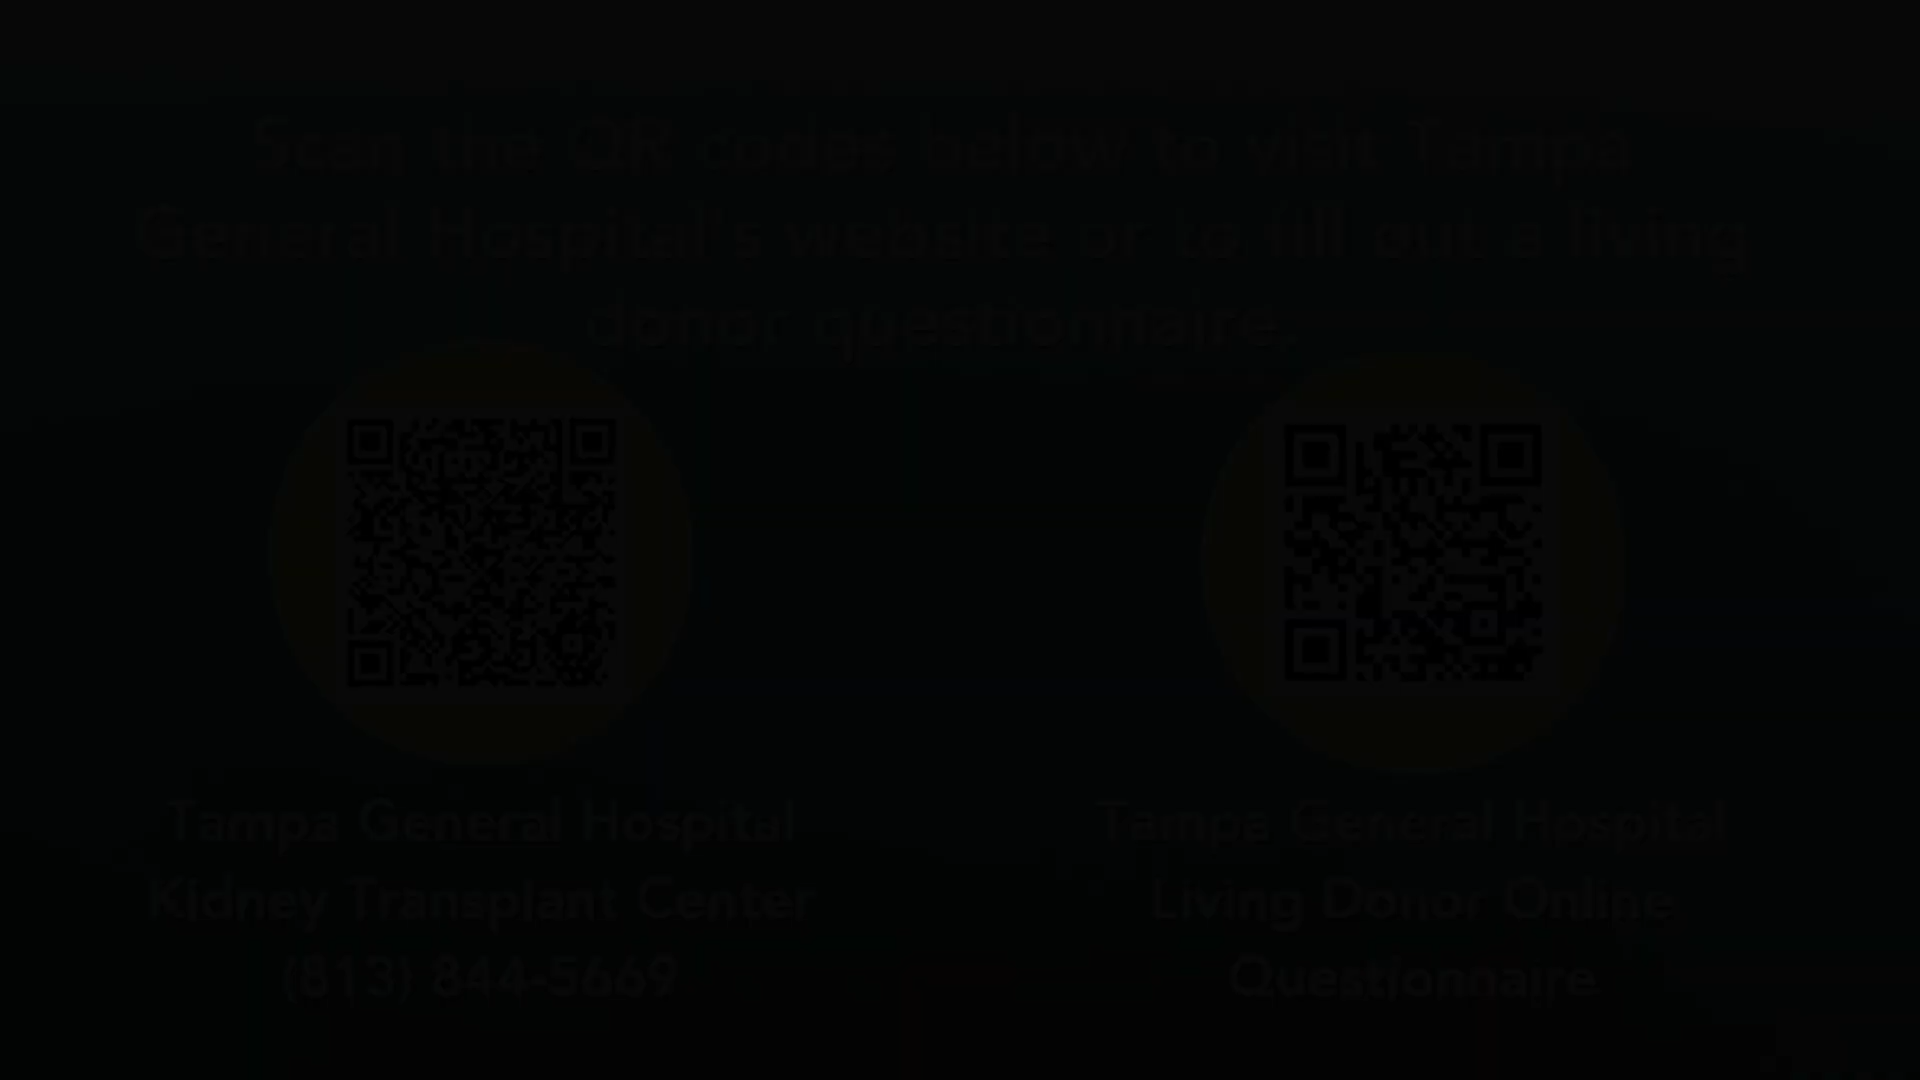 Scan the QR codes below to visit Tampa
General Hospital's website or to fill out a living
donor questionnaire.
Tampa General Hospital
Kidney Transplant Center
(813) 844-5669
Tampa General Hospital
Living Donor Online
Questionnaire